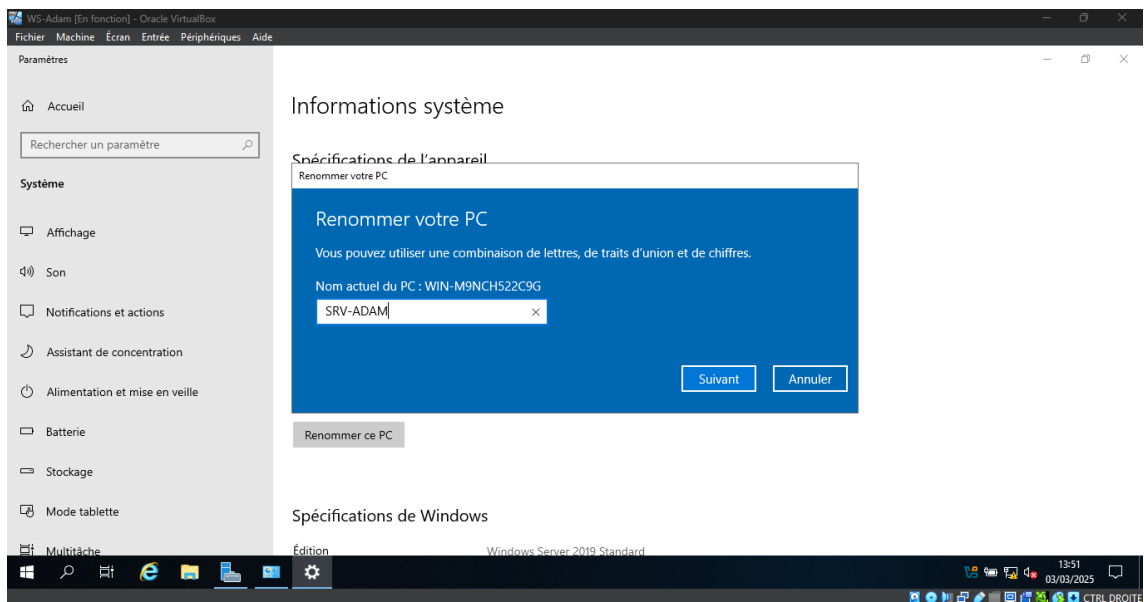 WS-Adam [En fonction] - Oracle VirtualBox
Fichier Machine Écran Entrée Périphériques Aide
Paramètres
Accueil
Rechercher un paramètre
Système
Affichage
Son
Notifications et actions
Assistant de concentration
Alimentation et mise en veille
Batterie
Stockage
Mode tablette
Multitâche
Informations système
Spécifications de l'appareil
Renommer votre PC
Renommer votre PC
Vous pouvez utiliser une combinaison de lettres, de traits d'union et de chiffres.
Nom actuel du PC : WIN-M9NCH522C9G
SRV-ADAM
Suivant Annuler
Renommer ce PC
Spécifications de Windows
Édition Windows Server 2019 Standard
13:51
03/03/2025
CTRL DROITE